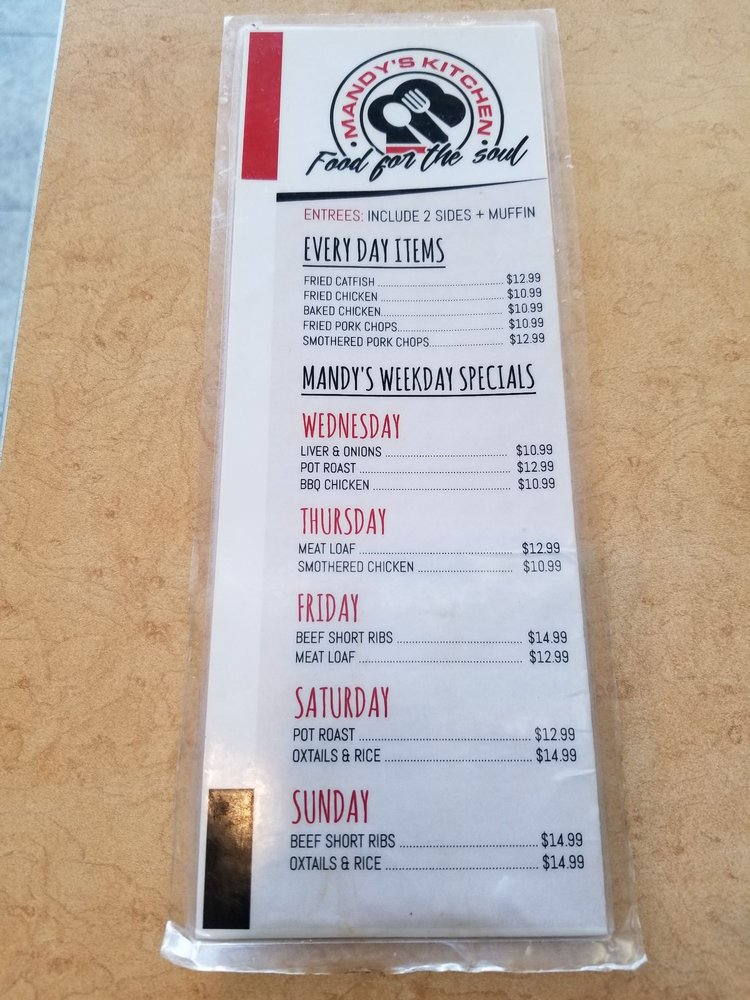 MANDY'S KITCHEN
Food for the soul
ENTREES: INCLUDE 2 SIDES + MUFFIN
EVERY DAY ITEMS
FRIED CATFISH $12.99
FRIED CHICKEN $10.99
BAKED CHICKEN $10.99
FRIED PORK CHOPS $10.99
SMOTHERED PORK CHOPS $12.99
MANDY'S WEEKDAY SPECIALS
WEDNESDAY
LIVER & ONIONS $10.99
POT ROAST $12.99
BBQ CHICKEN $10.99
THURSDAY
MEAT LOAF $12.99
SMOTHERED CHICKEN $10.99
FRIDAY
BEEF SHORT RIBS $14.99
MEAT LOAF $12.99
SATURDAY
POT ROAST $12.99
OXTAILS & RICE $14.99
SUNDAY
BEEF SHORT RIBS $14.99
OXTAILS & RICE $14.99